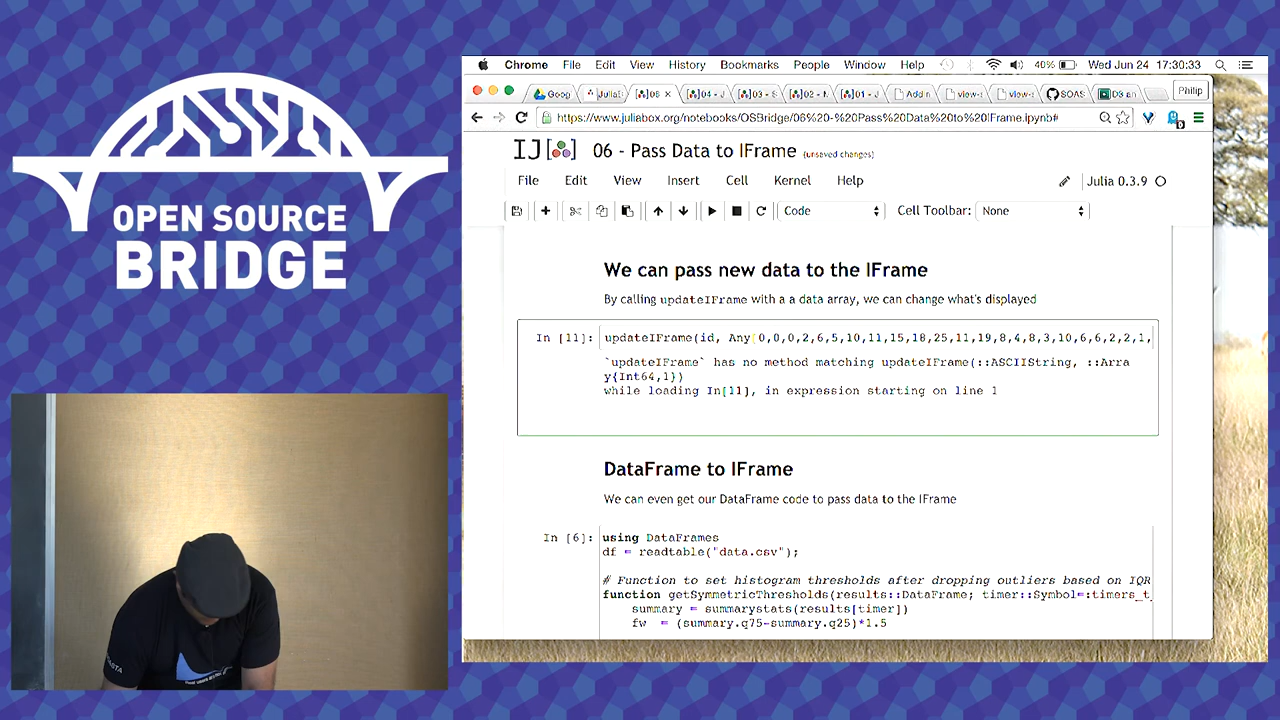 OPEN SOURCE
BRIDGE
Chrome File Edit View History Bookmarks People Window Help 40% Wed Jun 24 17:30:33
Philip
https://www.juliabox.org/notebooks/OSBridge/06%20-%20Pass%20Data%20to%20IFrame.ipynb#
IJ 06 - Pass Data to IFrame (unsaved changes)
File Edit View Insert Cell Kernel Help Julia 0.3.9
Code Cell Toolbar: None
We can pass new data to the IFrame
By calling updateIFrame with a a data array, we can change what's displayed
In [11]: updateIFrame(id, Any[0,0,0,2,6,5,10,11,15,18,25,11,19,8,4,8,3,10,6,6,2,2,1,
`updateIFrame` has no method matching updateIFrame(::ASCIIString, ::Arra
y{Int64,1})
while loading In[11], in expression starting on line 1
DataFrame to IFrame
We can even get our DataFrame code to pass data to the IFrame
In [6]: using DataFrames
df = readtable("data.csv");
# Function to set histogram thresholds after dropping outliers based on IQR
function getSymmetricThresholds(results::DataFrame; timer::Symbol=:timers_t_
summary = summarystats(results[timer])
fw = (summary.q75-summary.q25)*1.5